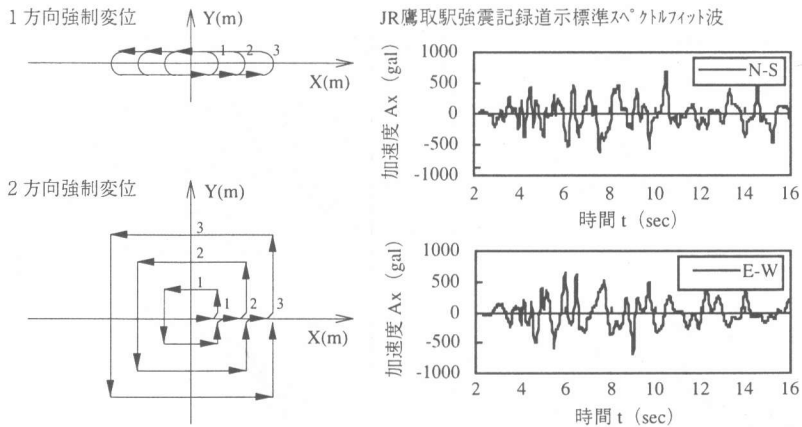 1方向強制変位
Y(m)
1 2 3
X(m)
2方向強制変位
Y(m)
3
2
1
1 2 3
X(m)
JR鷹取駅強震記録道示標準スペクトルフィット波
加速度 Ax (gal)
1000
500
0
-500
-1000
N-S
2 4 6 8 10 12 14 16
時間 t (sec)
加速度 Ax (gal)
1000
500
0
-500
-1000
E-W
2 4 6 8 10 12 14 16
時間 t (sec)